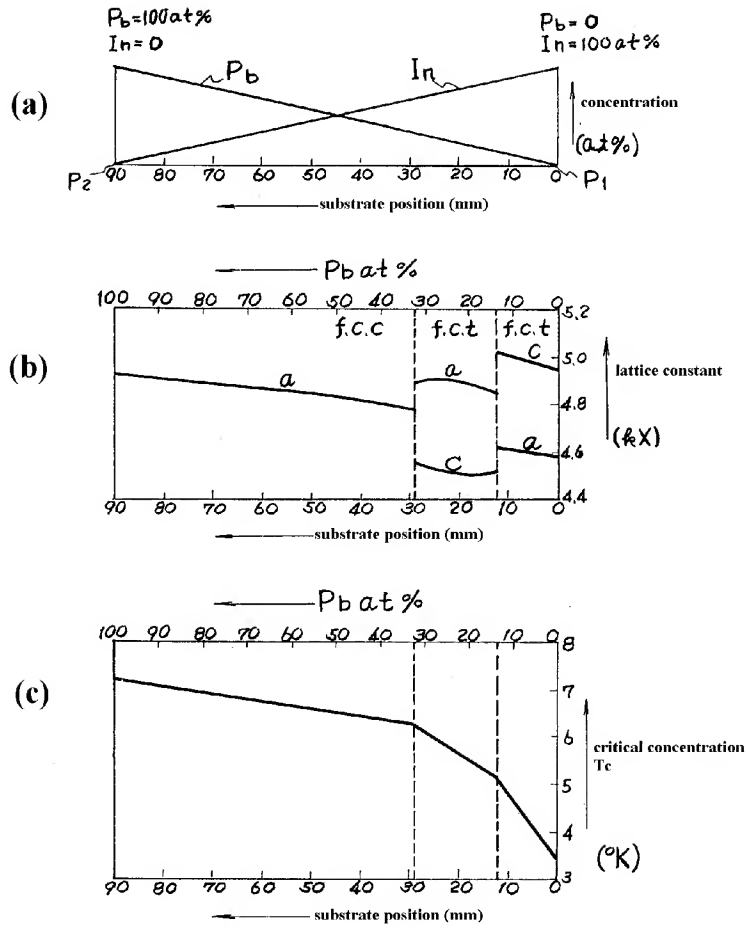 Pb=100at%
In=0
Pb=0
In=100at%
(a)
Pb
In
concentration
(at%)
P2
P1
90 80 70 60 50 40 30 20 10 0
substrate position (mm)
Pb at %
100 90 80 70 60 50 40 30 20 10 0
(b)
f.c.c f.c.t f.c.t
a a c
c a
5.2
5.0
4.8
4.6
4.4
lattice constant
(kX)
90 80 70 60 50 40 30 20 10 0
substrate position (mm)
Pb at %
100 90 80 70 60 50 40 30 20 10 0
(c)
8
7
6
5
4
3
critical concentration
Tc
(°K)
90 80 70 60 50 40 30 20 10 0
substrate position (mm)